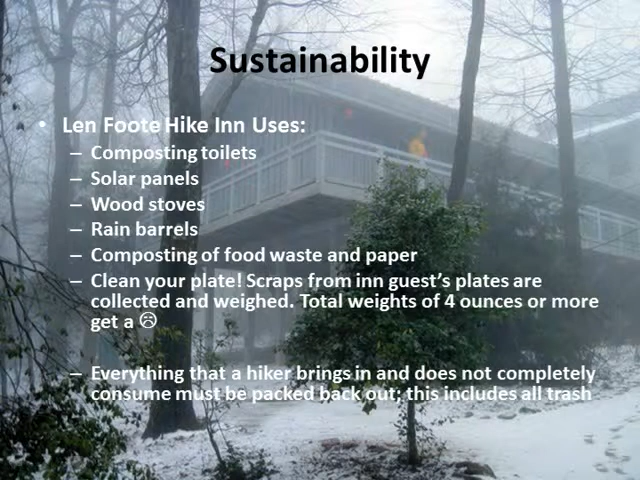 Sustainability
• Len Foote Hike Inn Uses:
– Composting toilets
– Solar panels
– Wood stoves
– Rain barrels
– Composting of food waste and paper
– Clean your plate! Scraps from inn guest's plates are
collected and weighed. Total weights of 4 ounces or more
get a ☹
– Everything that a hiker brings in and does not completely
consume must be packed back out; this includes all trash